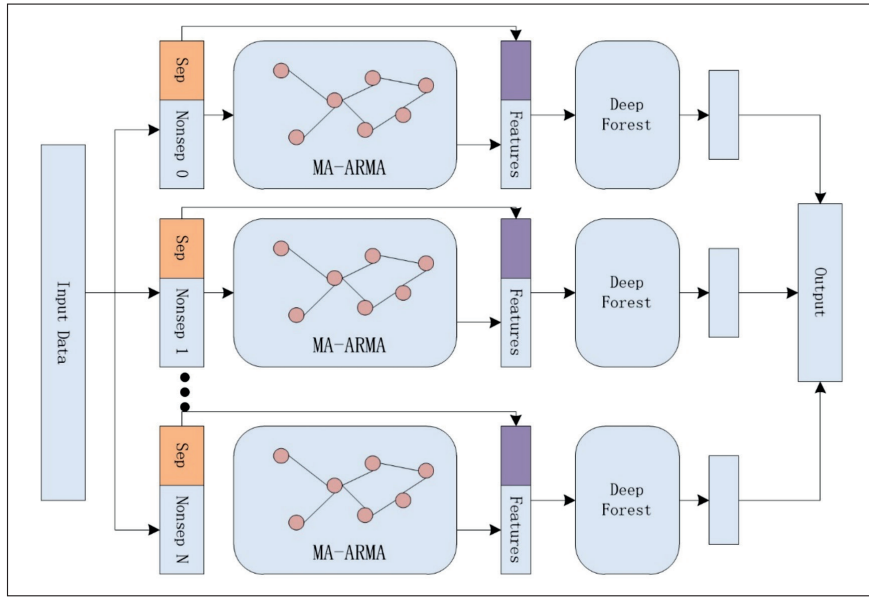 Input Data
Sep
Nonsep 0
MA-ARMA
Features
Deep
Forest
Sep
Nonsep 1
MA-ARMA
Features
Deep
Forest
Output
Sep
Nonsep N
MA-ARMA
Features
Deep
Forest